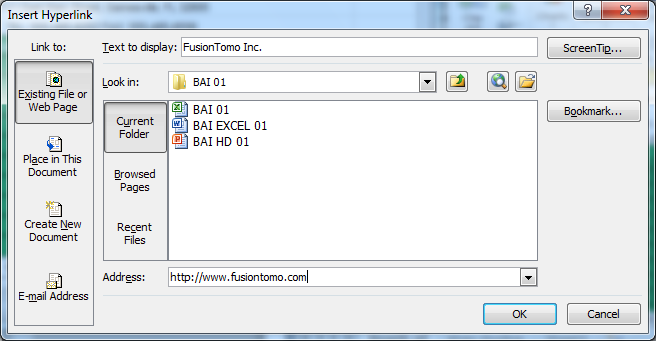 Insert Hyperlink
Link to:
Text to display: FusionTomo Inc.
ScreenTip...
Existing File or
Web Page
Look in: BAI 01
Bookmark...
Current
Folder
BAI 01
BAI EXCEL 01
BAI HD 01
Place in This
Document
Browsed
Pages
Create New
Document
Recent
Files
E-mail Address
Address: http://www.fusiontomo.com
OK
Cancel